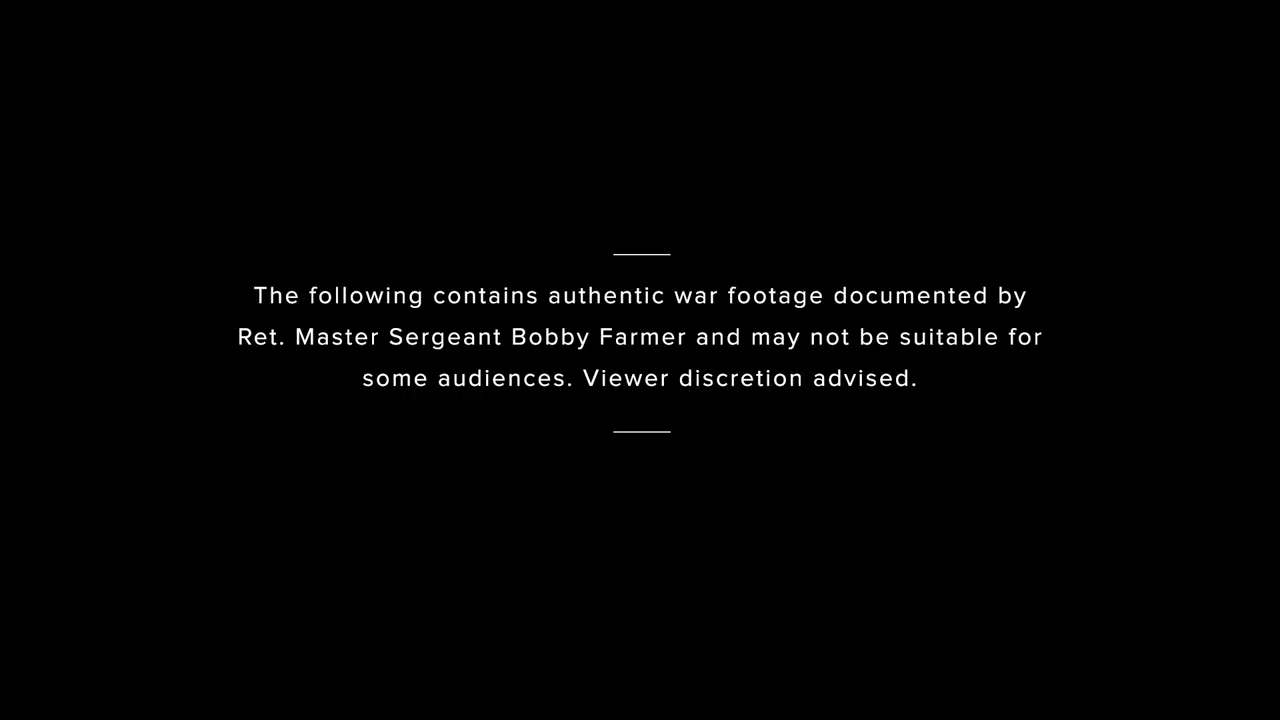 The following contains authentic war footage documented by
Ret. Master Sergeant Bobby Farmer and may not be suitable for
some audiences. Viewer discretion advised.